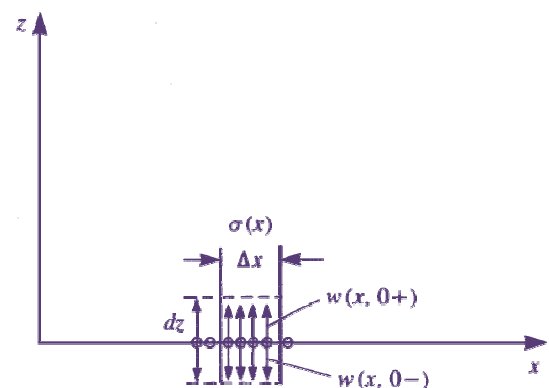 z
σ(x)
Δx
w(x, 0+)
dz
x
w(x, 0−)